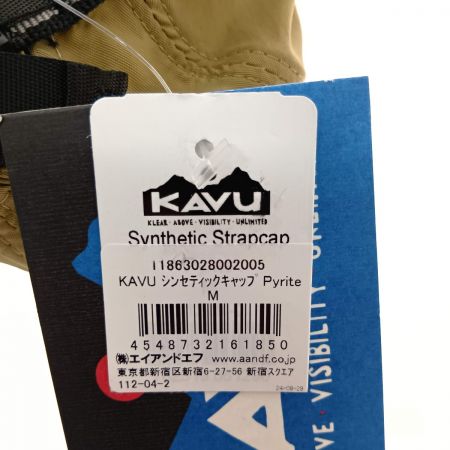 KAVU
KLEAR · ABOVE · VISIBILITY · UNLIMITED
Synthetic Strapcap
11863028002005
KAVU シンセティックキャップ Pyrite
M
4548732161850
㈱エイアンドエフ www.aandf.co.jp
東京都新宿区新宿6-27-56 新宿スクエア
112-04-2
24-08-29
VISIBILITY